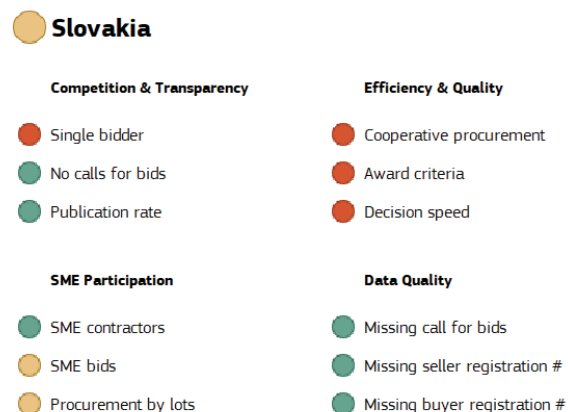 Slovakia
Competition & Transparency
Single bidder
No calls for bids
Publication rate
Efficiency & Quality
Cooperative procurement
Award criteria
Decision speed
SME Participation
SME contractors
SME bids
Procurement by lots
Data Quality
Missing call for bids
Missing seller registration #
Missing buyer registration #